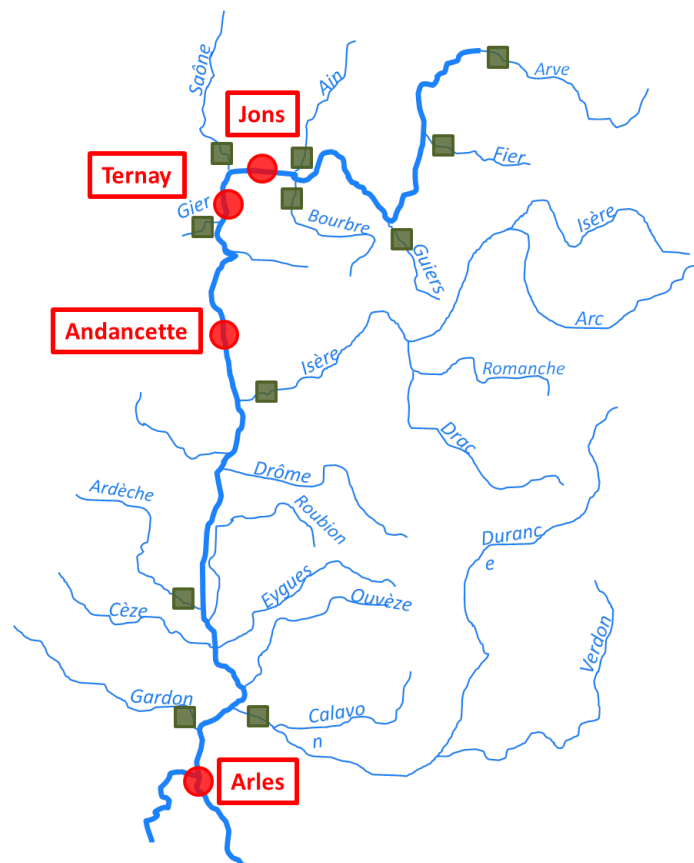 Saône
Ain
Arve
Jons
Fier
Ternay
Gier
Bourbre
Guiers
Isère
Arc
Andancette
Isère
Romanche
Drac
Drôme
Ardèche
Roubion
Duranc
e
Eygues
Ouvèze
Cèze
Verdon
Gardon
Calavo
n
Arles